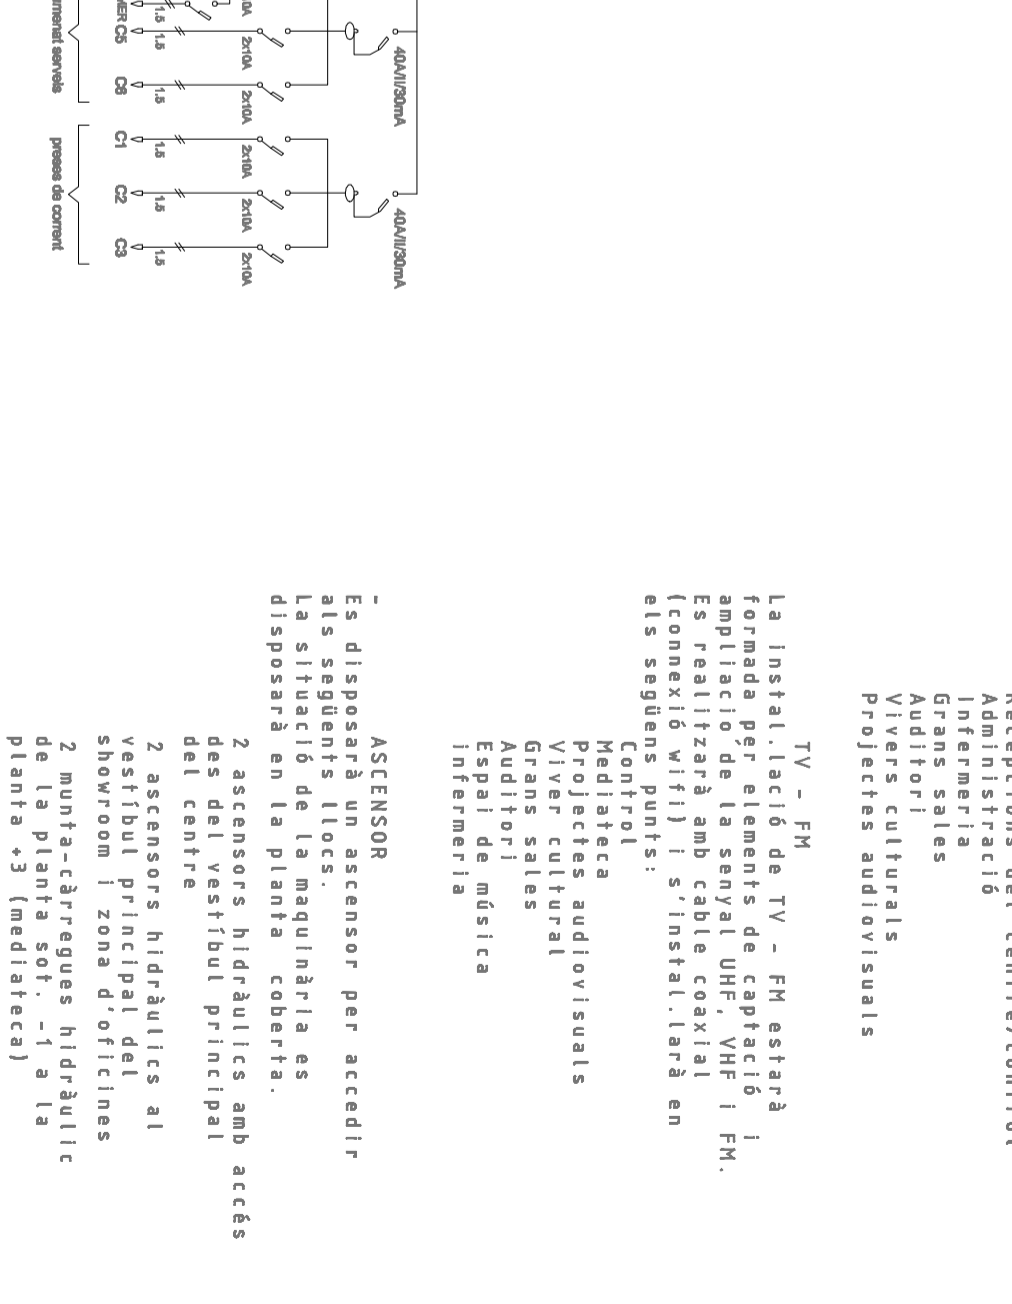 Administració
Infermeria
Grans sales
Auditori
Vivers culturals
Projectes audiovisuals
TV - FM
La instal.lació de TV - FM estarà
formada per elements de captació i
ampliacio de la senyal UHF, VHF i FM.
Es realitzarà amb cable coaxial
(connexió wifi) i s'instal.larà en
els següens punts:
Control
Mediateca
Projectes audiovisuals
Viver cultural
Grans sales
Auditori
Espai de música
infermeria
ASCENSOR
-
Es disposarà un ascensor per accedir
als següents llocs.
La situació de la maquinària es
disposarà en la planta coberta.
2 ascensors hidràulics amb accés
des del vestíbul principal
del centre
2 ascensors hidràulics al
vestíbul principal del
showroom i zona d'oficines
2 munta-càrregues hidràulic
de la planta sot. -1 a la
planta +3 (mediateca)
40A/II/30mA
40A/II/30mA
2x10A
2x10A
2x10A
2x10A
2x10A
1.5
1.5
1.5
1.5
1.5
1.5
C5
C6
C1
C2
C3
serveis
preses de corrent